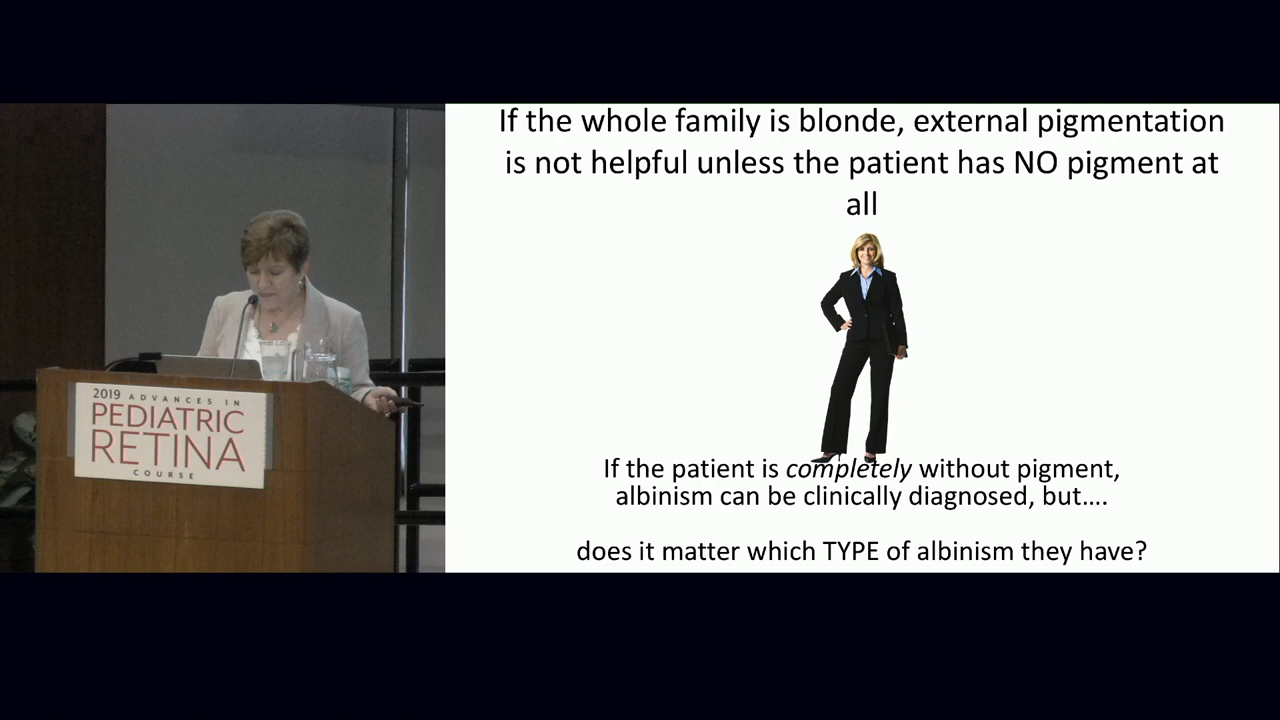 If the whole family is blonde, external pigmentation
is not helpful unless the patient has NO pigment at
all
If the patient is completely without pigment,
albinism can be clinically diagnosed, but....
does it matter which TYPE of albinism they have?
2019 ADVANCES IN
PEDIATRIC
RETINA
COURSE